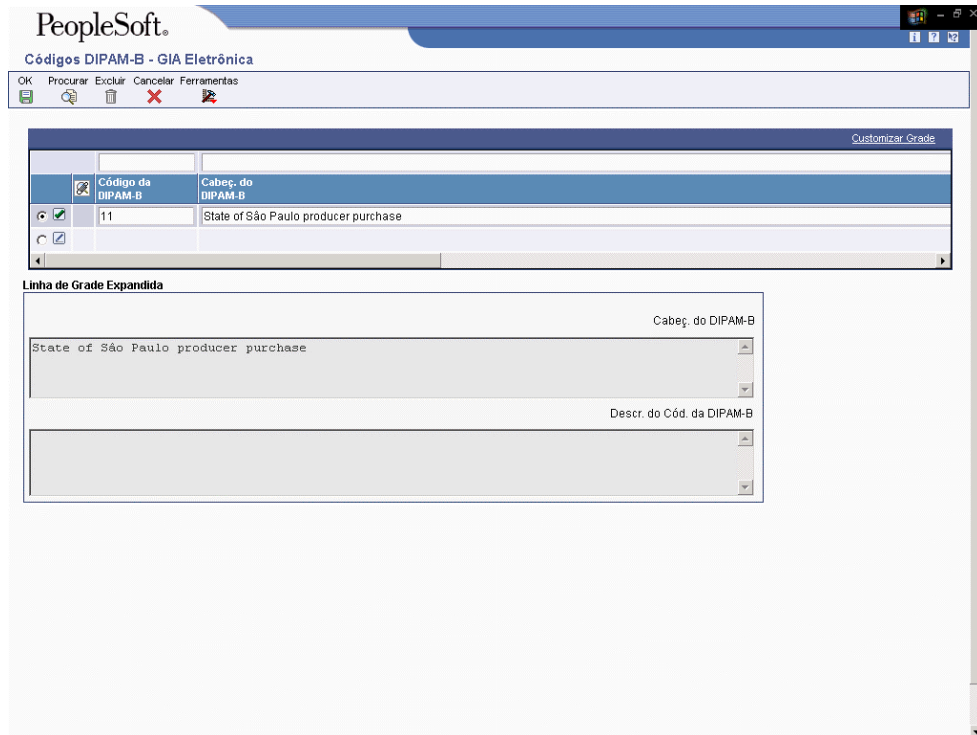 PeopleSoft®
Códigos DIPAM-B - GIA Eletrônica
OK Procurar Excluir Cancelar Ferramentas
Customizar Grade
Código da DIPAM-B
Cabeç. do DIPAM-B
11 State of Sâo Paulo producer purchase
Linha de Grade Expandida
Cabeç. do DIPAM-B
State of Sâo Paulo producer purchase
Descr. do Cód. da DIPAM-B